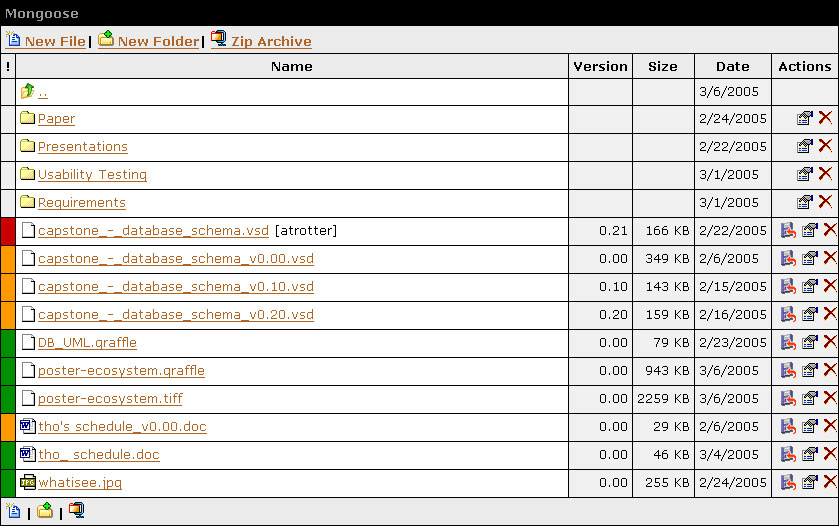 Mongoose
New File | New Folder | Zip Archive
! Name Version Size Date Actions
.. 3/6/2005
Paper 2/24/2005
Presentations 2/22/2005
Usability Testing 3/1/2005
Requirements 3/1/2005
capstone_-_database_schema.vsd [atrotter] 0.21 166 KB 2/22/2005
capstone_-_database_schema_v0.00.vsd 0.00 349 KB 2/6/2005
capstone_-_database_schema_v0.10.vsd 0.10 143 KB 2/15/2005
capstone_-_database_schema_v0.20.vsd 0.20 159 KB 2/16/2005
DB_UML.graffle 0.00 79 KB 2/23/2005
poster-ecosystem.graffle 0.00 943 KB 3/6/2005
poster-ecosystem.tiff 0.00 2259 KB 3/6/2005
tho's schedule_v0.00.doc 0.00 29 KB 2/6/2005
tho_ schedule.doc 0.00 46 KB 3/4/2005
whatisee.jpg 0.00 255 KB 2/24/2005
| |